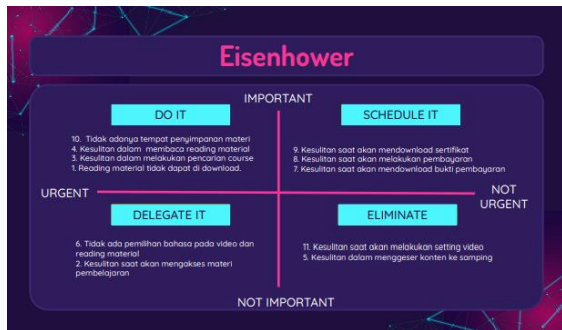 Eisenhower
IMPORTANT
DO IT
10. Tidak adanya tempat penyimpanan materi
4. Kesulitan dalam membaca reading material
3. Kesulitan dalam melakukan pencarian course
1. Reading material tidak dapat di download.
SCHEDULE IT
9. Kesulitan saat akan mendownload sertifikat
8. Kesulitan saat akan melakukan pembayaran
7. Kesulitan saat akan mendownload bukti pembayaran
URGENT
NOT
URGENT
DELEGATE IT
6. Tidak ada pemilihan bahasa pada video dan
reading material
2. Kesulitan saat akan mengakses materi
pembelajaran
ELIMINATE
11. Kesulitan saat akan melakukan setting video
5. Kesulitan dalam menggeser konten ke samping
NOT IMPORTANT